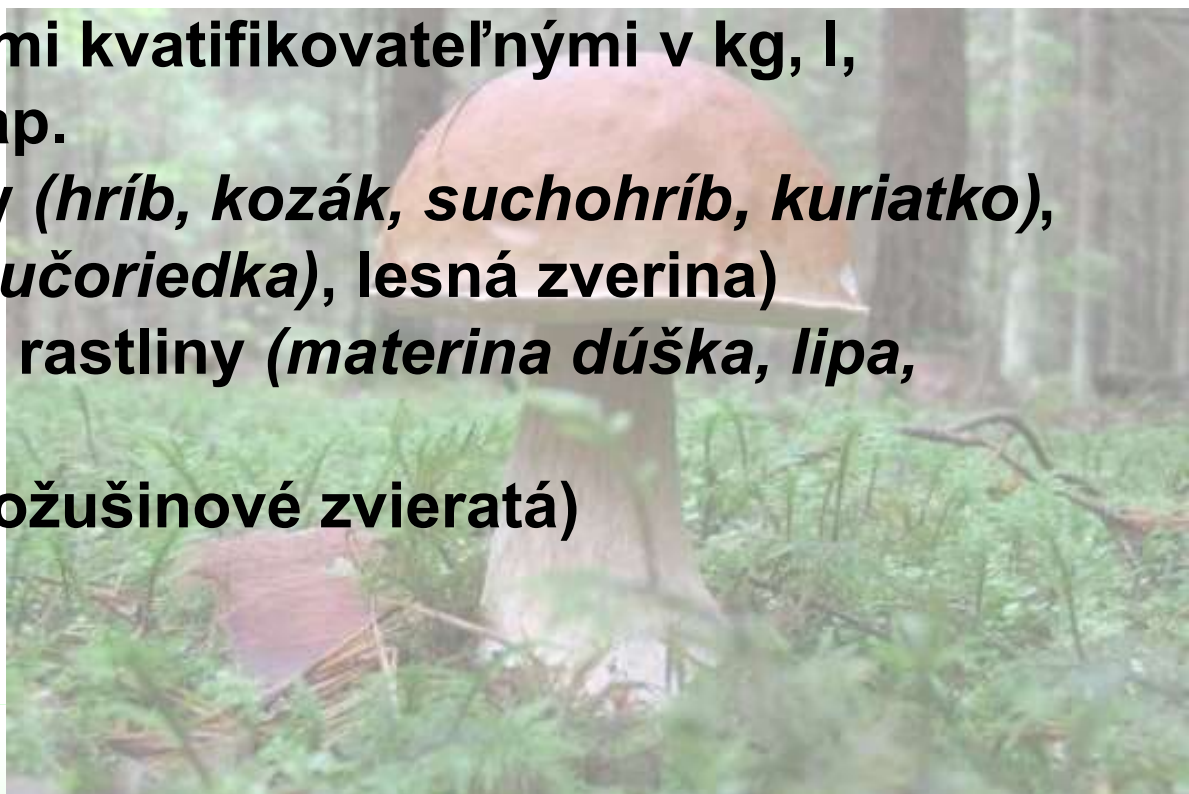 mi kvatifikovateľnými v kg, l,
ap.
y (hríb, kozák, suchohríb, kuriatko),
učoriedka), lesná zverina)
rastliny (materina dúška, lipa,
ožušinové zvieratá)